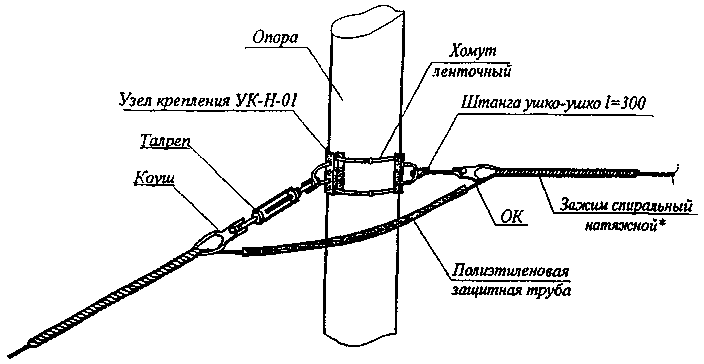 Опора
Хомут
ленточный
Узел крепления УК-Н-01
Штанга ушко-ушко l=300
Талреп
Коуш
ОК
Зажим спиральный
натяжной*
Полиэтиленовая
защитная труба